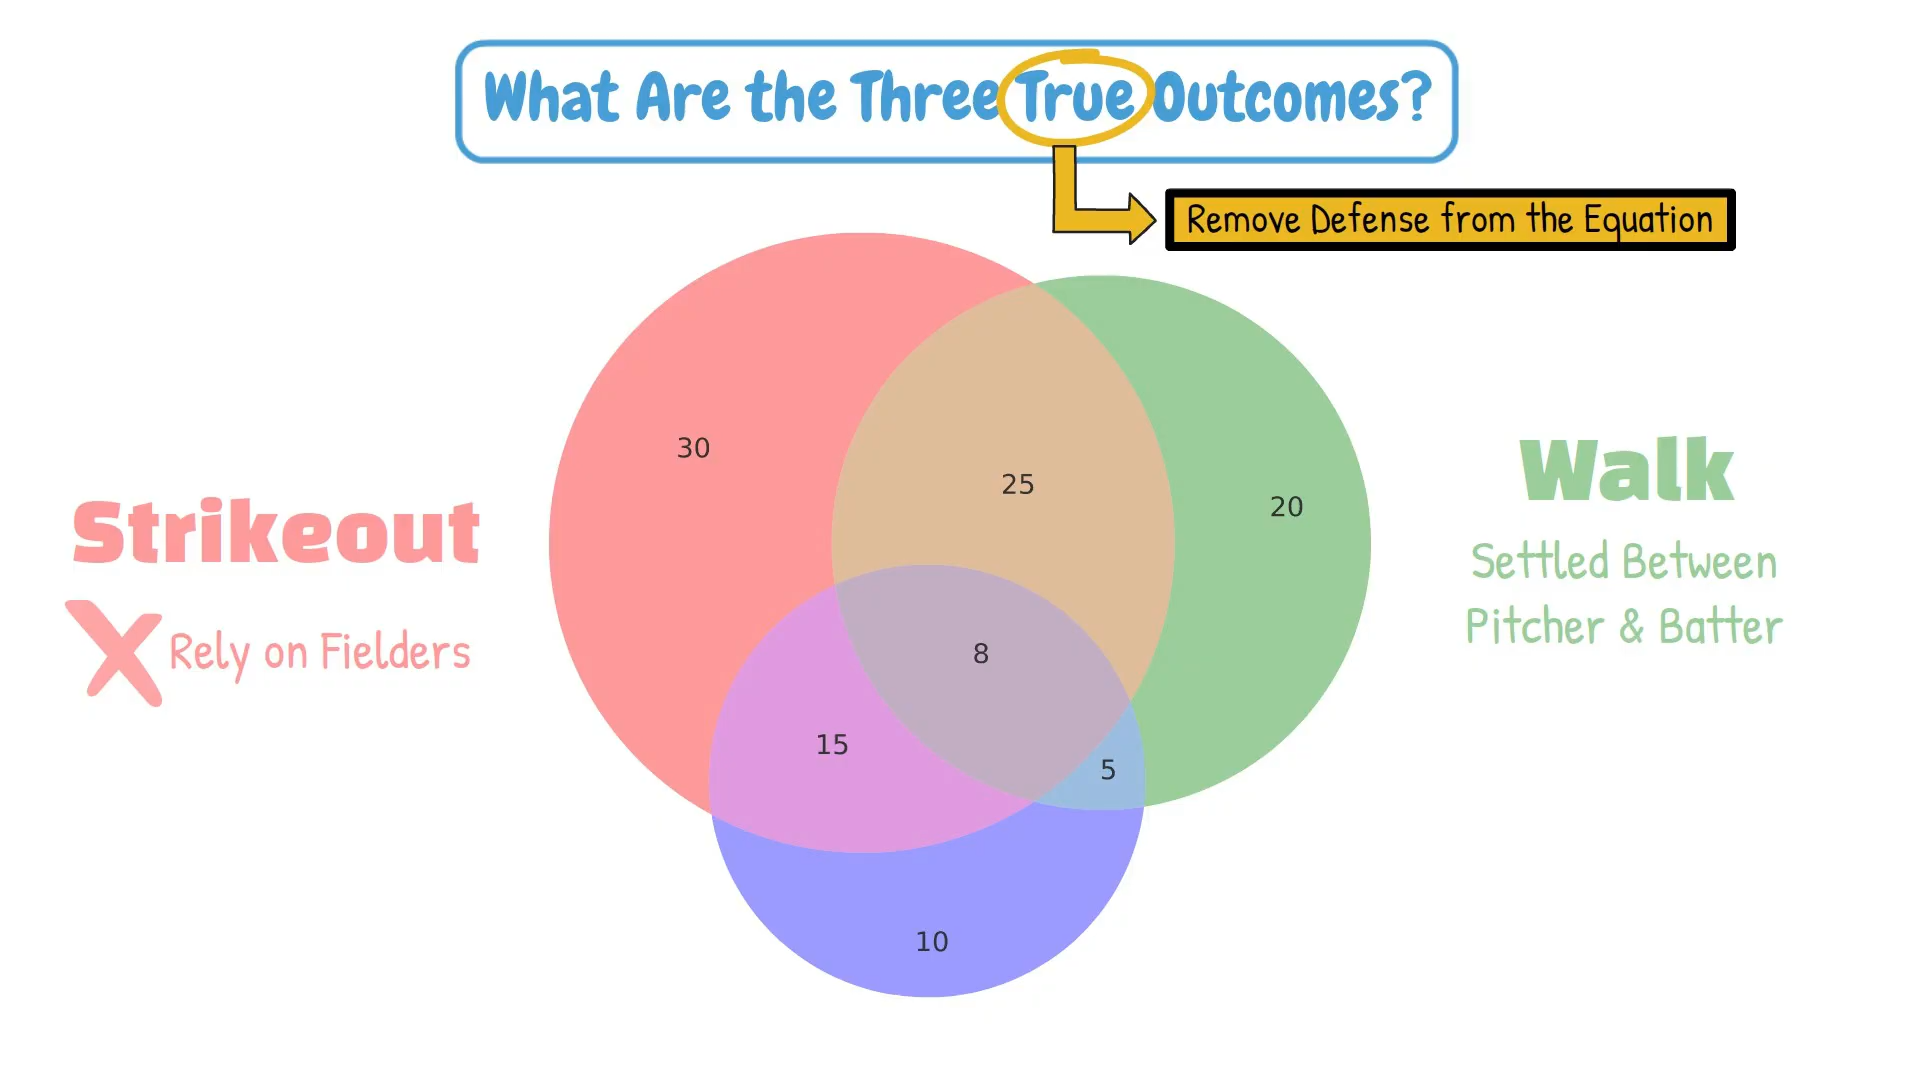 What Are the Three True Outcomes?
Remove Defense from the Equation
30
25
20
Walk
Strikeout
Settled Between
Pitcher & Batter
Rely on Fielders
8
15
5
10